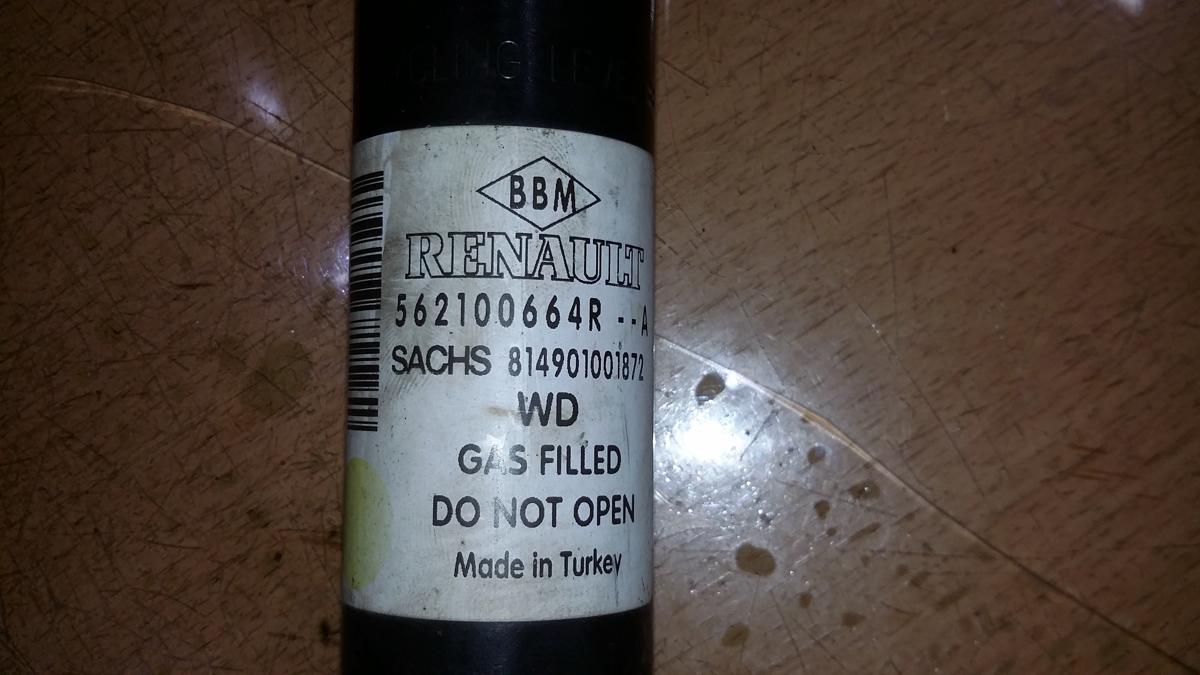 BBM
RENAULT
562100664R --A
SACHS 814901001872
WD
GAS FILLED
DO NOT OPEN
Made in Turkey